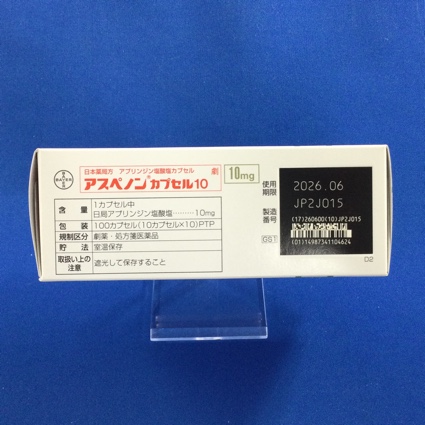 BAYER
日本薬局方 アプリンジン塩酸塩カプセル 劇
アスペノン®カプセル10 10mg
含量 1カプセル中
日局アプリンジン塩酸塩………10mg
包装 100カプセル(10カプセル×10)PTP
規制区分 劇薬・処方箋医薬品
貯法 室温保存
取扱い上の注意 遮光して保存すること
使用期限 2026.06
製造番号 JP2J015
(17)260600(10)JP2J015
GS1
(01)14987341104624
D2